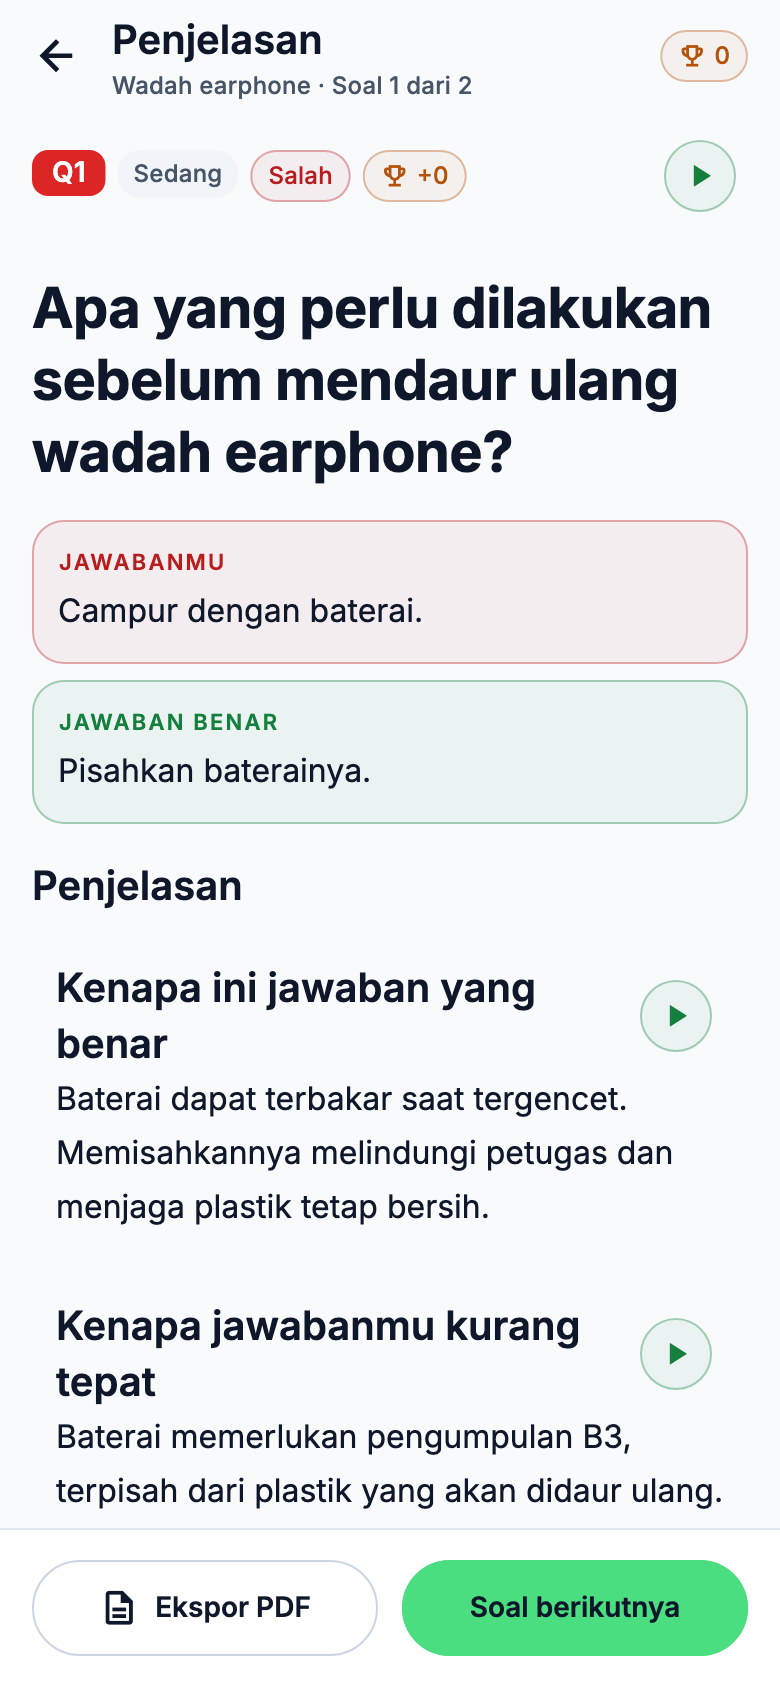 Penjelasan
Wadah earphone · Soal 1 dari 2
0
Q1
Sedang
Salah
+0
Apa yang perlu dilakukan
sebelum mendaur ulang
wadah earphone?
JAWABANMU
Campur dengan baterai.
JAWABAN BENAR
Pisahkan baterainya.
Penjelasan
Kenapa ini jawaban yang
benar
Baterai dapat terbakar saat tergencet.
Memisahkannya melindungi petugas dan
menjaga plastik tetap bersih.
Kenapa jawabanmu kurang
tepat
Baterai memerlukan pengumpulan B3,
terpisah dari plastik yang akan didaur ulang.
Ekspor PDF
Soal berikutnya